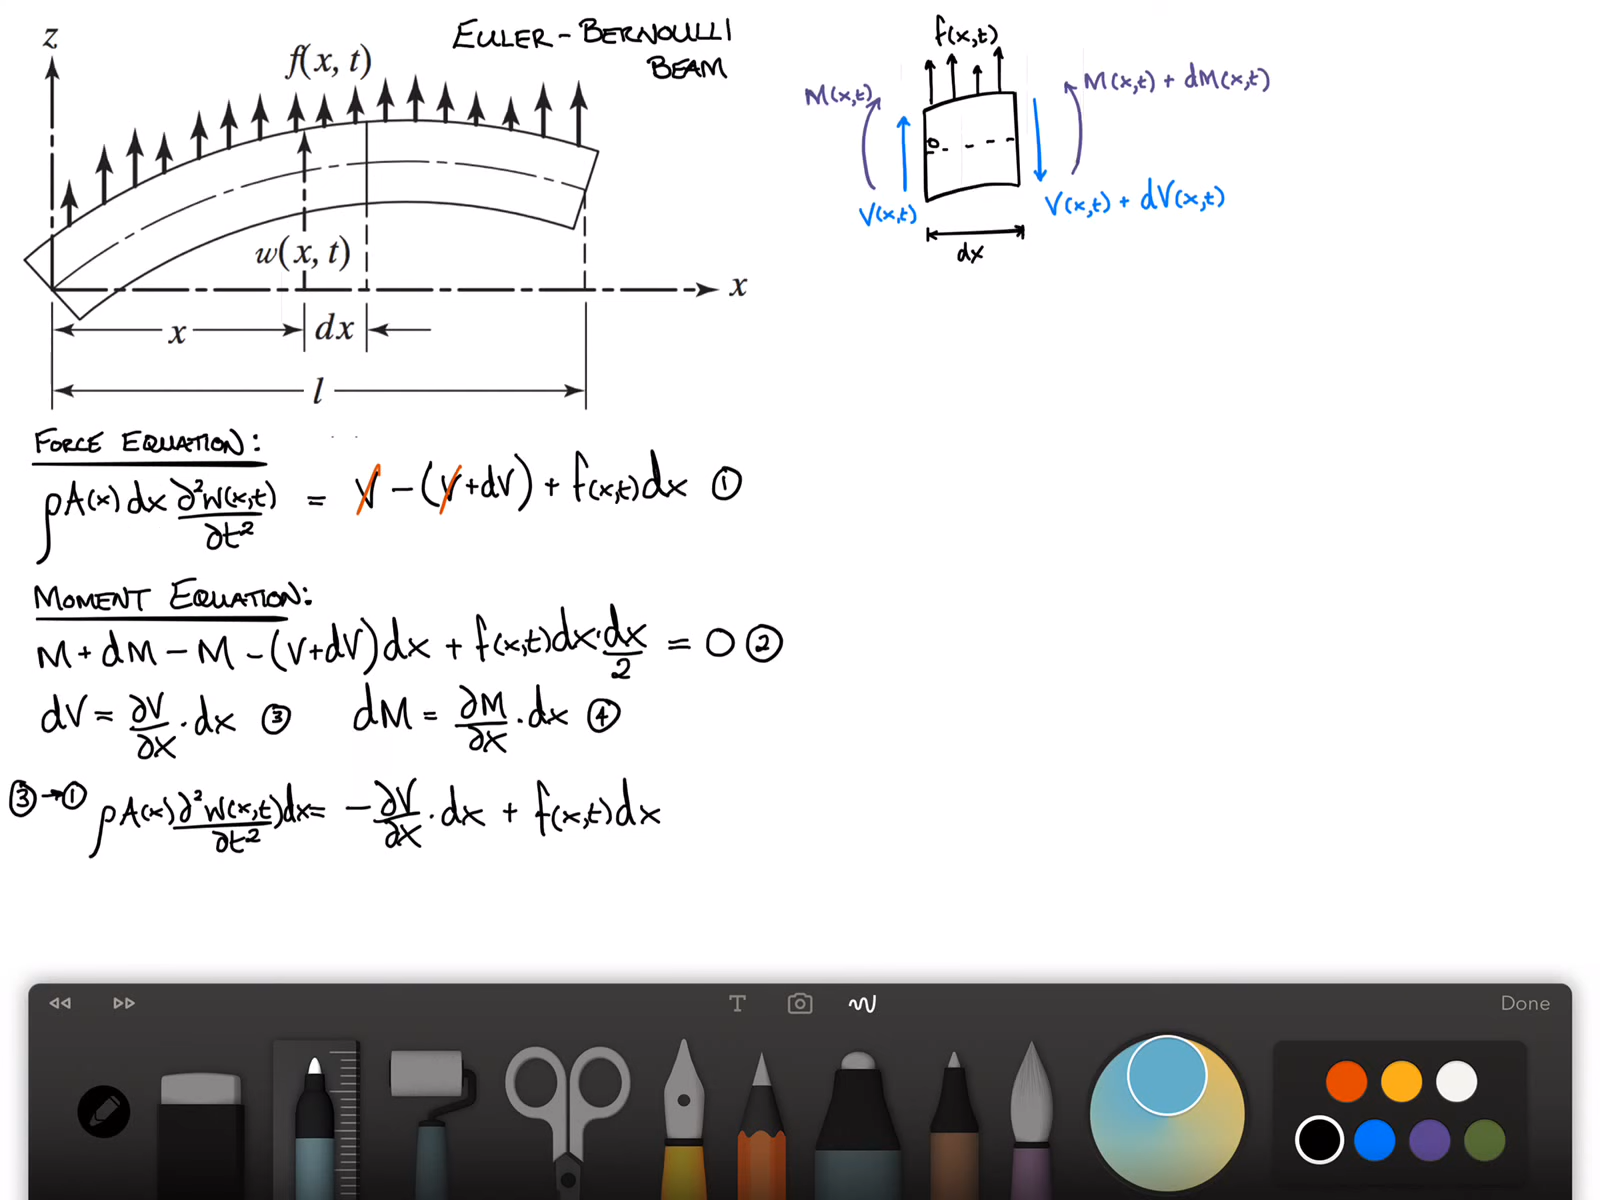 EULER-BERNOULLI
BEAM
z
f(x, t)
w(x, t)
x
x
dx
l
f(x,t)
M(x,t)
M(x,t) + dM(x,t)
V(x,t)
V(x,t) + dV(x,t)
dx
FORCE EQUATION:
ρA(x)dx ∂²w(x,t)/∂t² = V - (V+dV) + f(x,t)dx ①
MOMENT EQUATION:
M + dM - M - (V+dV)dx + f(x,t)dx·dx/2 = 0 ②
dV = ∂V/∂x · dx ③ dM = ∂M/∂x · dx ④
③→① ρA(x)∂²w(x,t)/∂t² dx = -∂V/∂x · dx + f(x,t)dx
T
Done